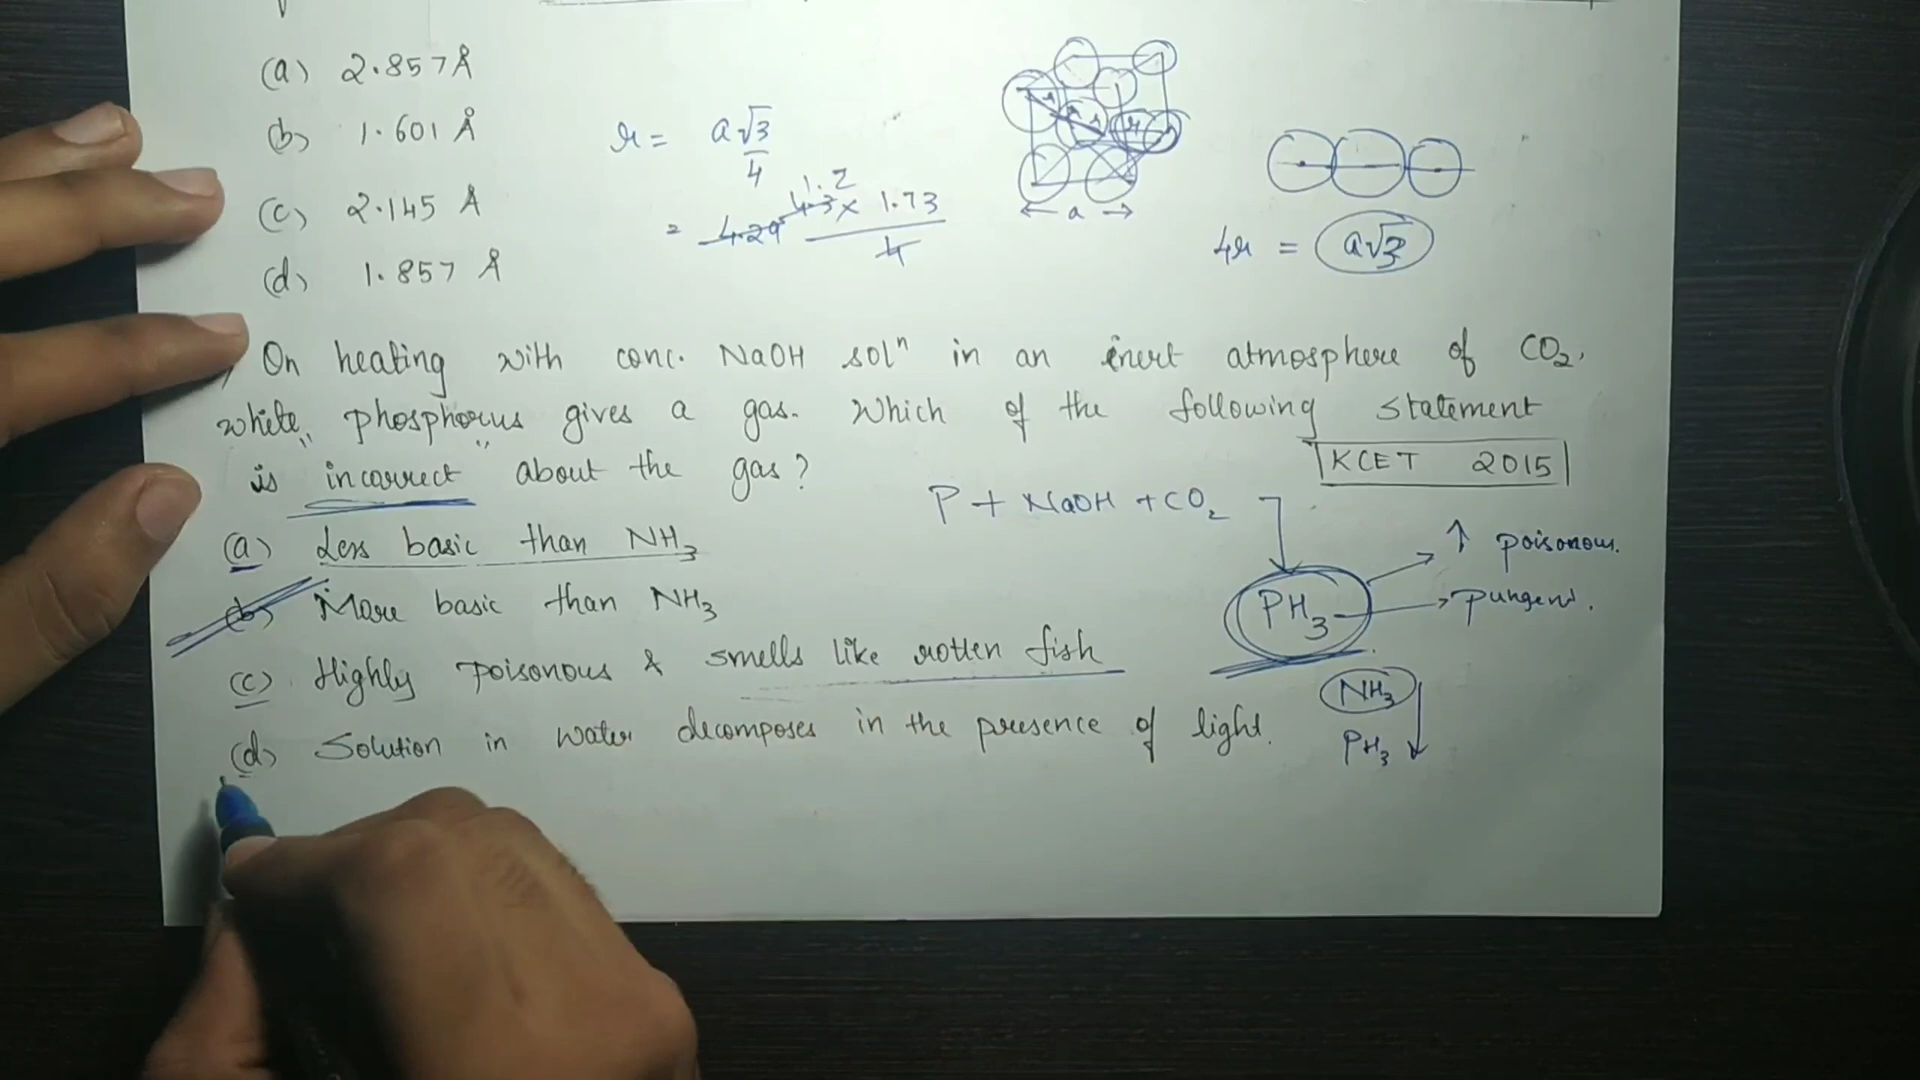 (a) 2.857Å
(b) 1.601 Å
(c) 2.145 Å
(d) 1.857 Å
r = a√3
4
1.2
= 4.29 4.3 × 1.73
4
a
4r = a√3
On heating with conc. NaOH solⁿ in an inert atmosphere of CO₂,
white "phosphorus" gives a gas. Which of the following statement
is incorrect about the gas?
KCET 2015
P + NaOH + CO₂
(a) Less basic than NH₃
(b) More basic than NH₃
(c) Highly poisonous & smells like rotten fish
(d) Solution in water decomposes in the presence of light.
PH₃
↑ poisonous.
→ pungent.
NH₃
PH₃